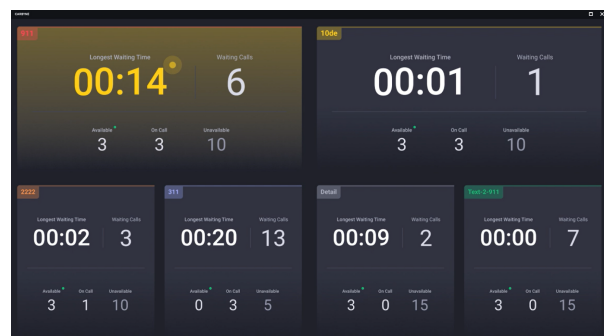 911
Longest Waiting Time Waiting Calls
00:14 6
Available On Call Unavailable
3 3 10
10de
Longest Waiting Time Waiting Calls
00:01 1
Available On Call Unavailable
3 3 10
2222
Longest Waiting Time Waiting Calls
00:02 3
Available On Call Unavailable
3 1 10
311
Longest Waiting Time Waiting Calls
00:20 13
Available On Call Unavailable
0 3 5
Detail
Longest Waiting Time Waiting Calls
00:09 2
Available On Call Unavailable
3 0 15
Test-2-911
Longest Waiting Time Waiting Calls
00:00 7
Available On Call Unavailable
3 0 15